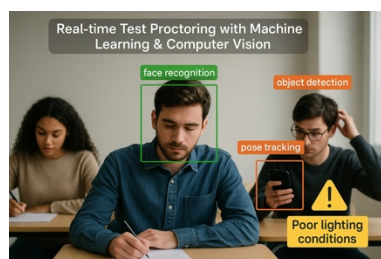 Real-time Test Proctoring with Machine
Learning & Computer Vision
face recognition
object detection
pose tracking
Poor lighting
conditions